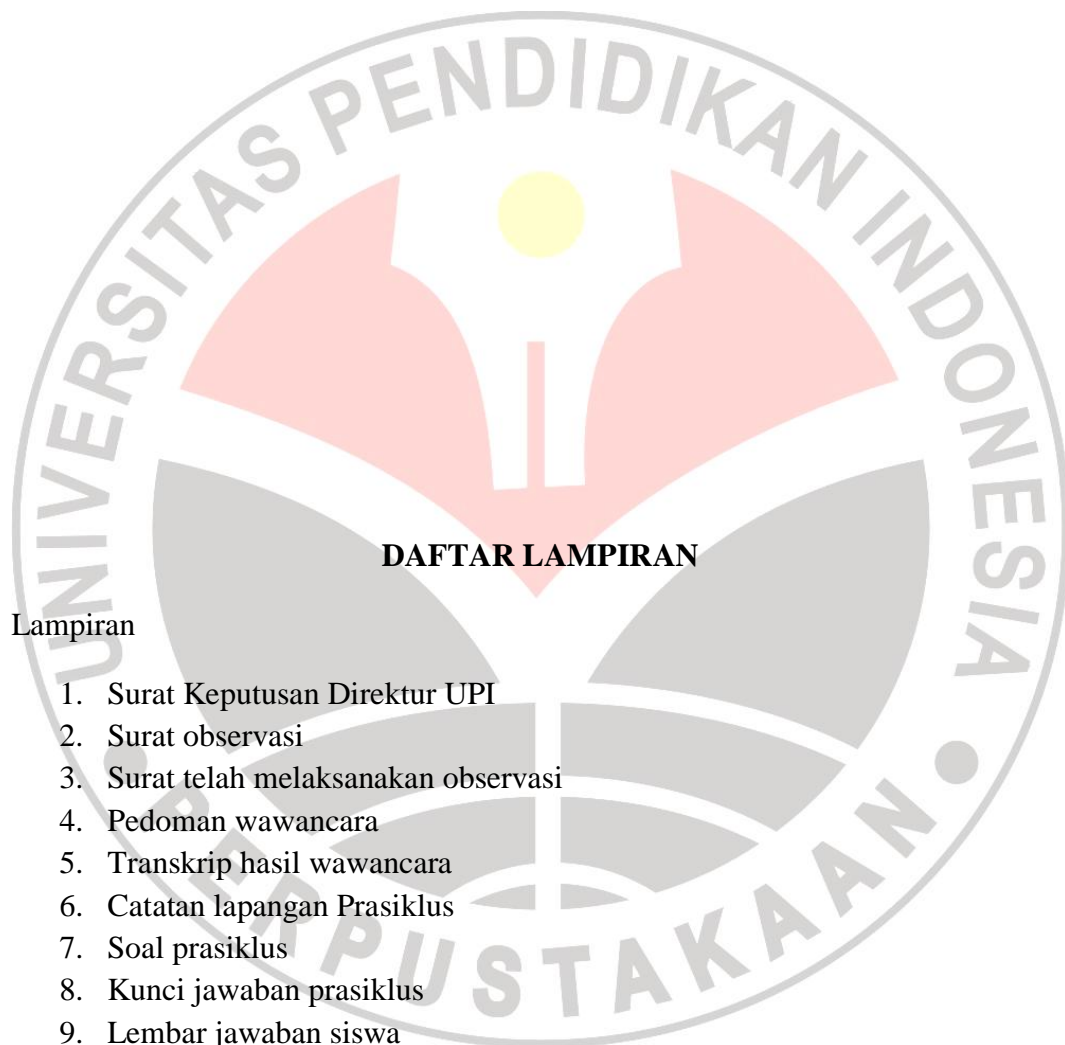 UNIVERSITAS PENDIDIKAN INDONESIA
PERPUSTAKAAN
DAFTAR LAMPIRAN
Lampiran
1. Surat Keputusan Direktur UPI
2. Surat observasi
3. Surat telah melaksanakan observasi
4. Pedoman wawancara
5. Transkrip hasil wawancara
6. Catatan lapangan Prasiklus
7. Soal prasiklus
8. Kunci jawaban prasiklus
9. Lembar jawaban siswa